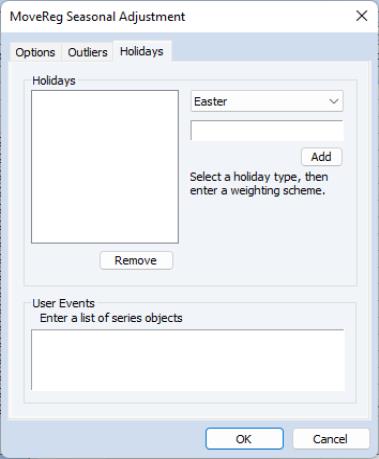 MoveReg Seasonal Adjustment
Options Outliers Holidays
Holidays
Easter
Add
Select a holiday type, then
enter a weighting scheme.
Remove
User Events
Enter a list of series objects
OK Cancel